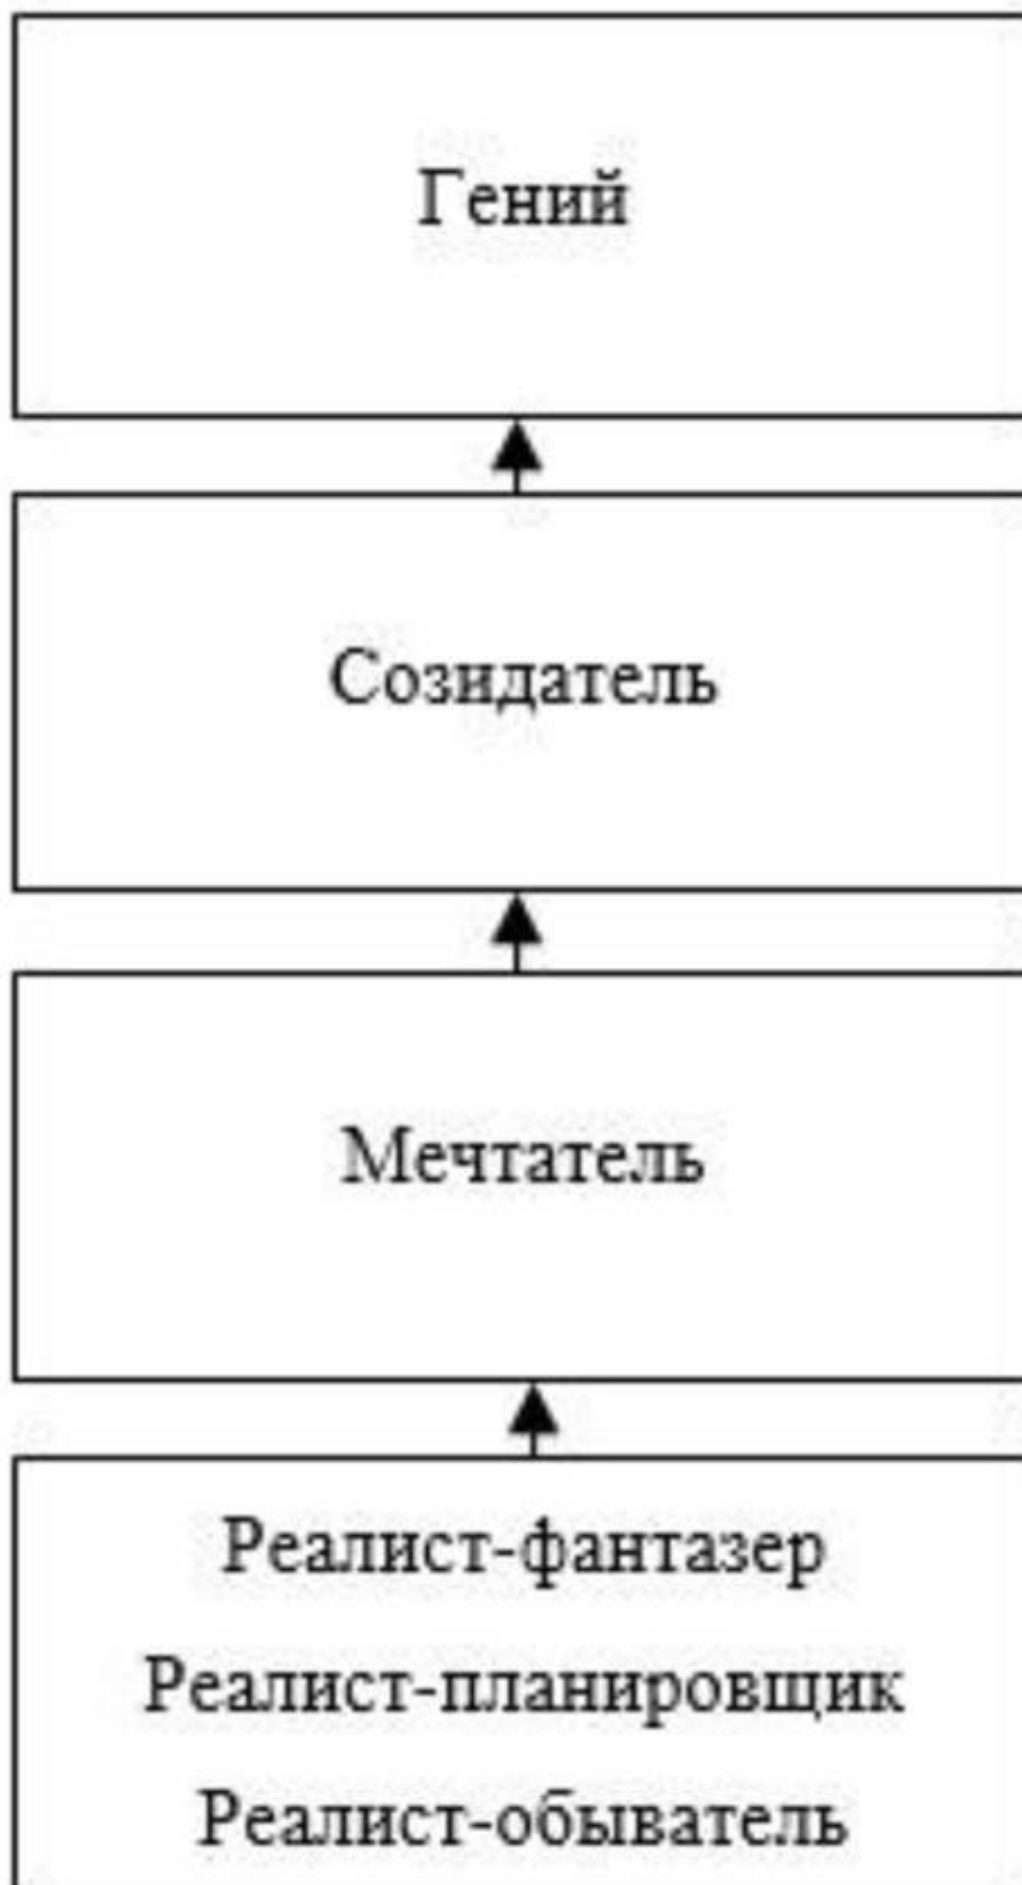 Гений
Созидатель
Мечтатель
Реалист-фантазер
Реалист-планировщик
Реалист-обыватель